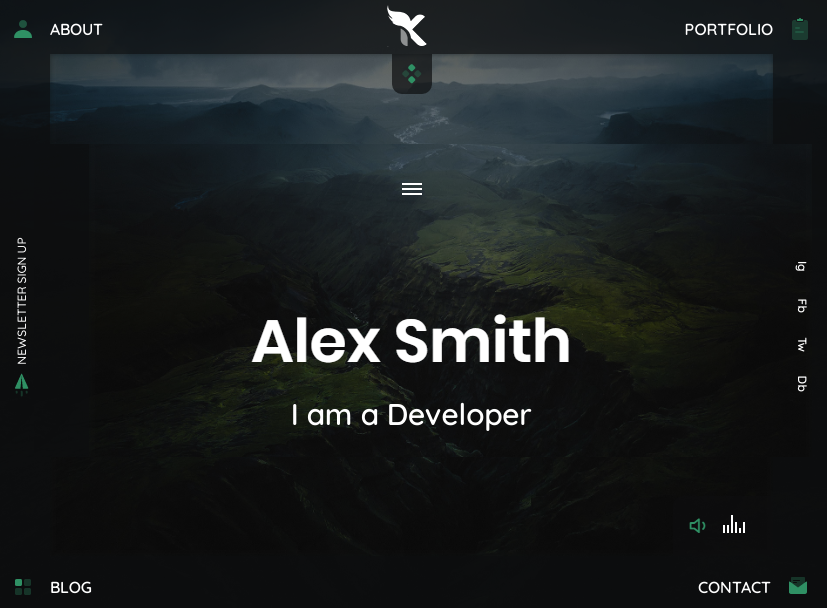 ABOUT
PORTFOLIO
NEWSLETTER SIGN UP
Ig
Fb
Tw
Db
Alex Smith
I am a Developer
BLOG
CONTACT